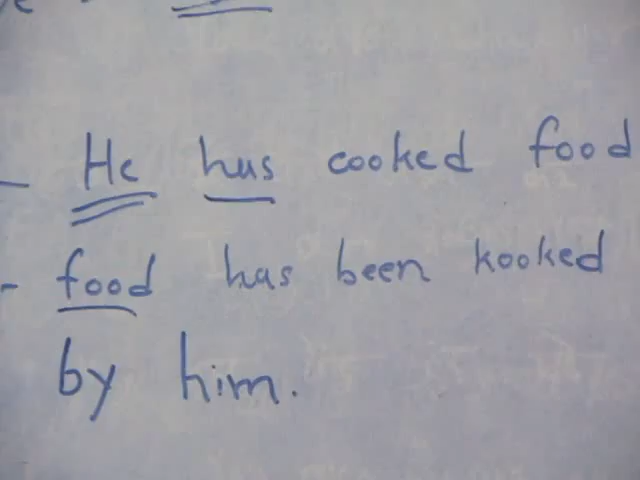 - He has cooked food
- food has been kooked
by him.